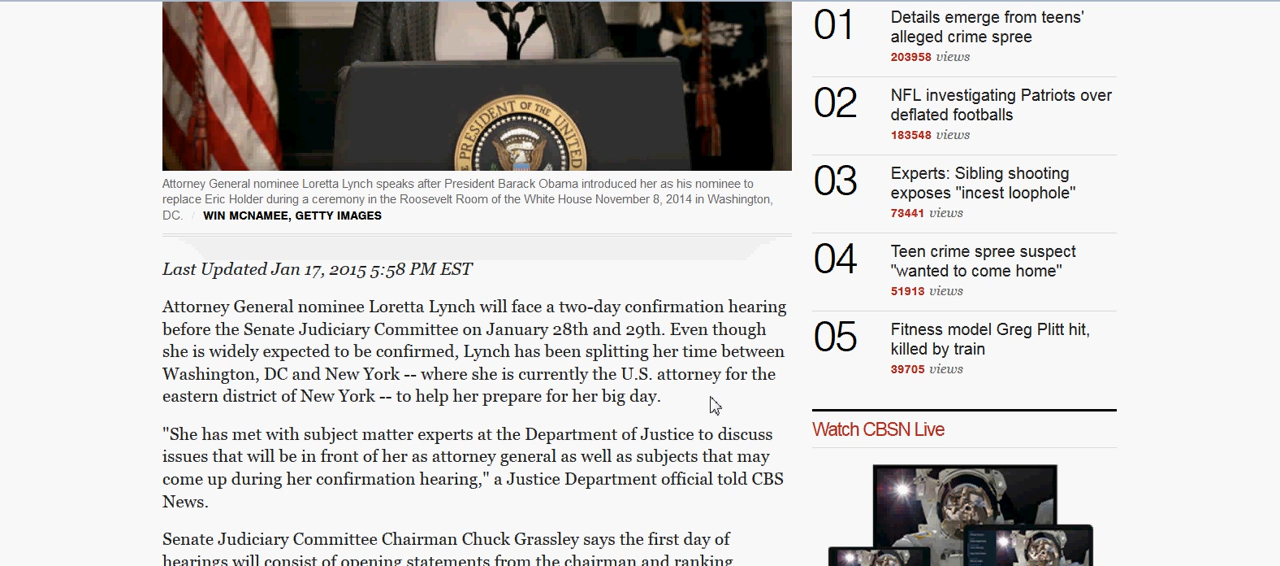 PRESIDENT OF THE UNITED
Attorney General nominee Loretta Lynch speaks after President Barack Obama introduced her as his nominee to
replace Eric Holder during a ceremony in the Roosevelt Room of the White House November 8, 2014 in Washington,
DC. / WIN MCNAMEE, GETTY IMAGES
Last Updated Jan 17, 2015 5:58 PM EST
Attorney General nominee Loretta Lynch will face a two-day confirmation hearing
before the Senate Judiciary Committee on January 28th and 29th. Even though
she is widely expected to be confirmed, Lynch has been splitting her time between
Washington, DC and New York -- where she is currently the U.S. attorney for the
eastern district of New York -- to help her prepare for her big day.
"She has met with subject matter experts at the Department of Justice to discuss
issues that will be in front of her as attorney general as well as subjects that may
come up during her confirmation hearing," a Justice Department official told CBS
News.
Senate Judiciary Committee Chairman Chuck Grassley says the first day of
hearings will consist of opening statements from the chairman and ranking
01
Details emerge from teens'
alleged crime spree
203958 views
02
NFL investigating Patriots over
deflated footballs
183548 views
03
Experts: Sibling shooting
exposes "incest loophole"
73441 views
04
Teen crime spree suspect
"wanted to come home"
51913 views
05
Fitness model Greg Plitt hit,
killed by train
39705 views
Watch CBSN Live